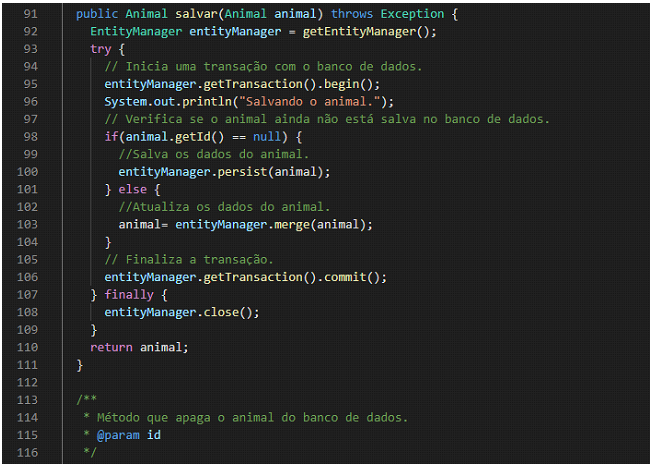 91 public Animal salvar(Animal animal) throws Exception {
92 EntityManager entityManager = getEntityManager();
93 try {
94 // Inicia uma transação com o banco de dados.
95 entityManager.getTransaction().begin();
96 System.out.println("Salvando o animal.");
97 // Verifica se o animal ainda não está salva no banco de dados.
98 if(animal.getId() == null) {
99 //Salva os dados do animal.
100 entityManager.persist(animal);
101 } else {
102 //Atualiza os dados do animal.
103 animal= entityManager.merge(animal);
104 }
105 // Finaliza a transação.
106 entityManager.getTransaction().commit();
107 } finally {
108 entityManager.close();
109 }
110 return animal;
111 }
112
113 /**
114 * Método que apaga o animal do banco de dados.
115 * @param id
116 */